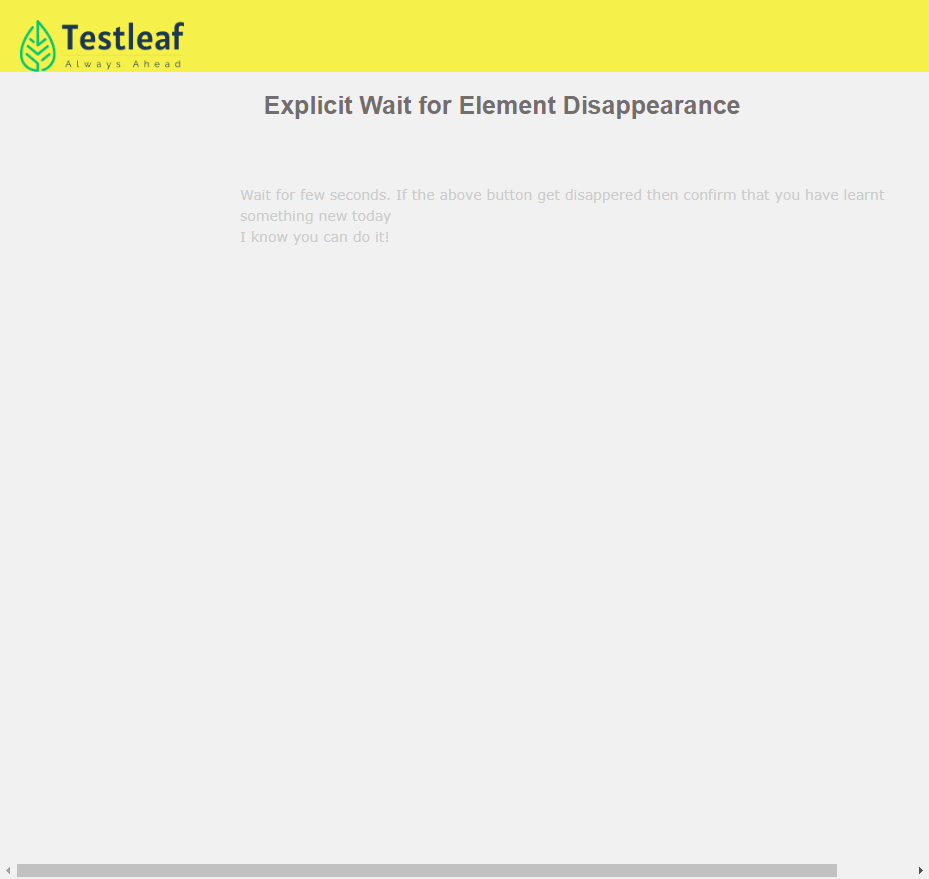 Testleaf
Always Ahead
Explicit Wait for Element Disappearance
Wait for few seconds. If the above button get disappered then confirm that you have learnt
something new today
I know you can do it!